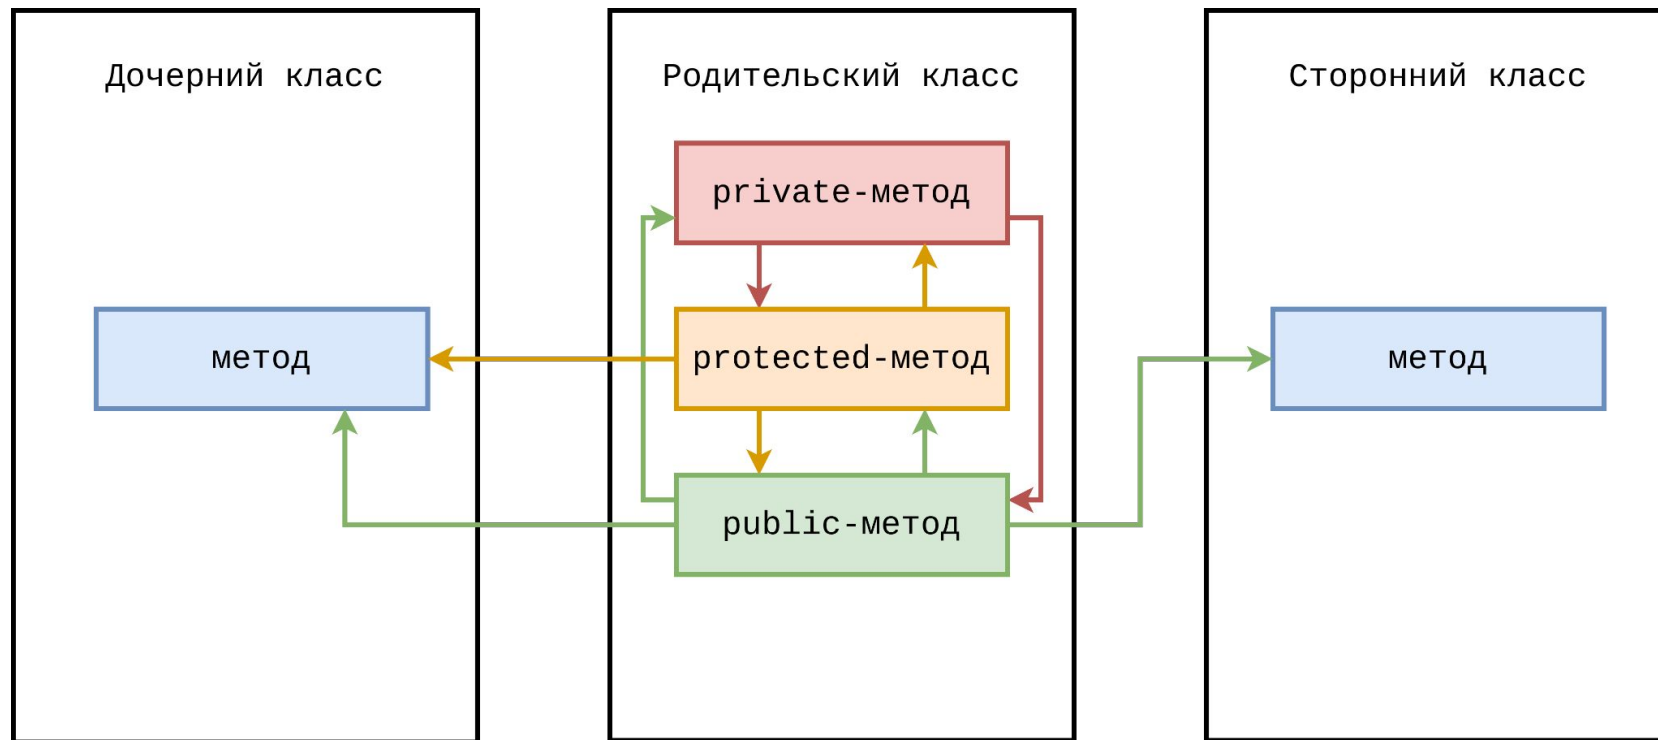 Дочерний класс
Родительский класс
Сторонний класс
private-метод
метод
protected-метод
метод
public-метод